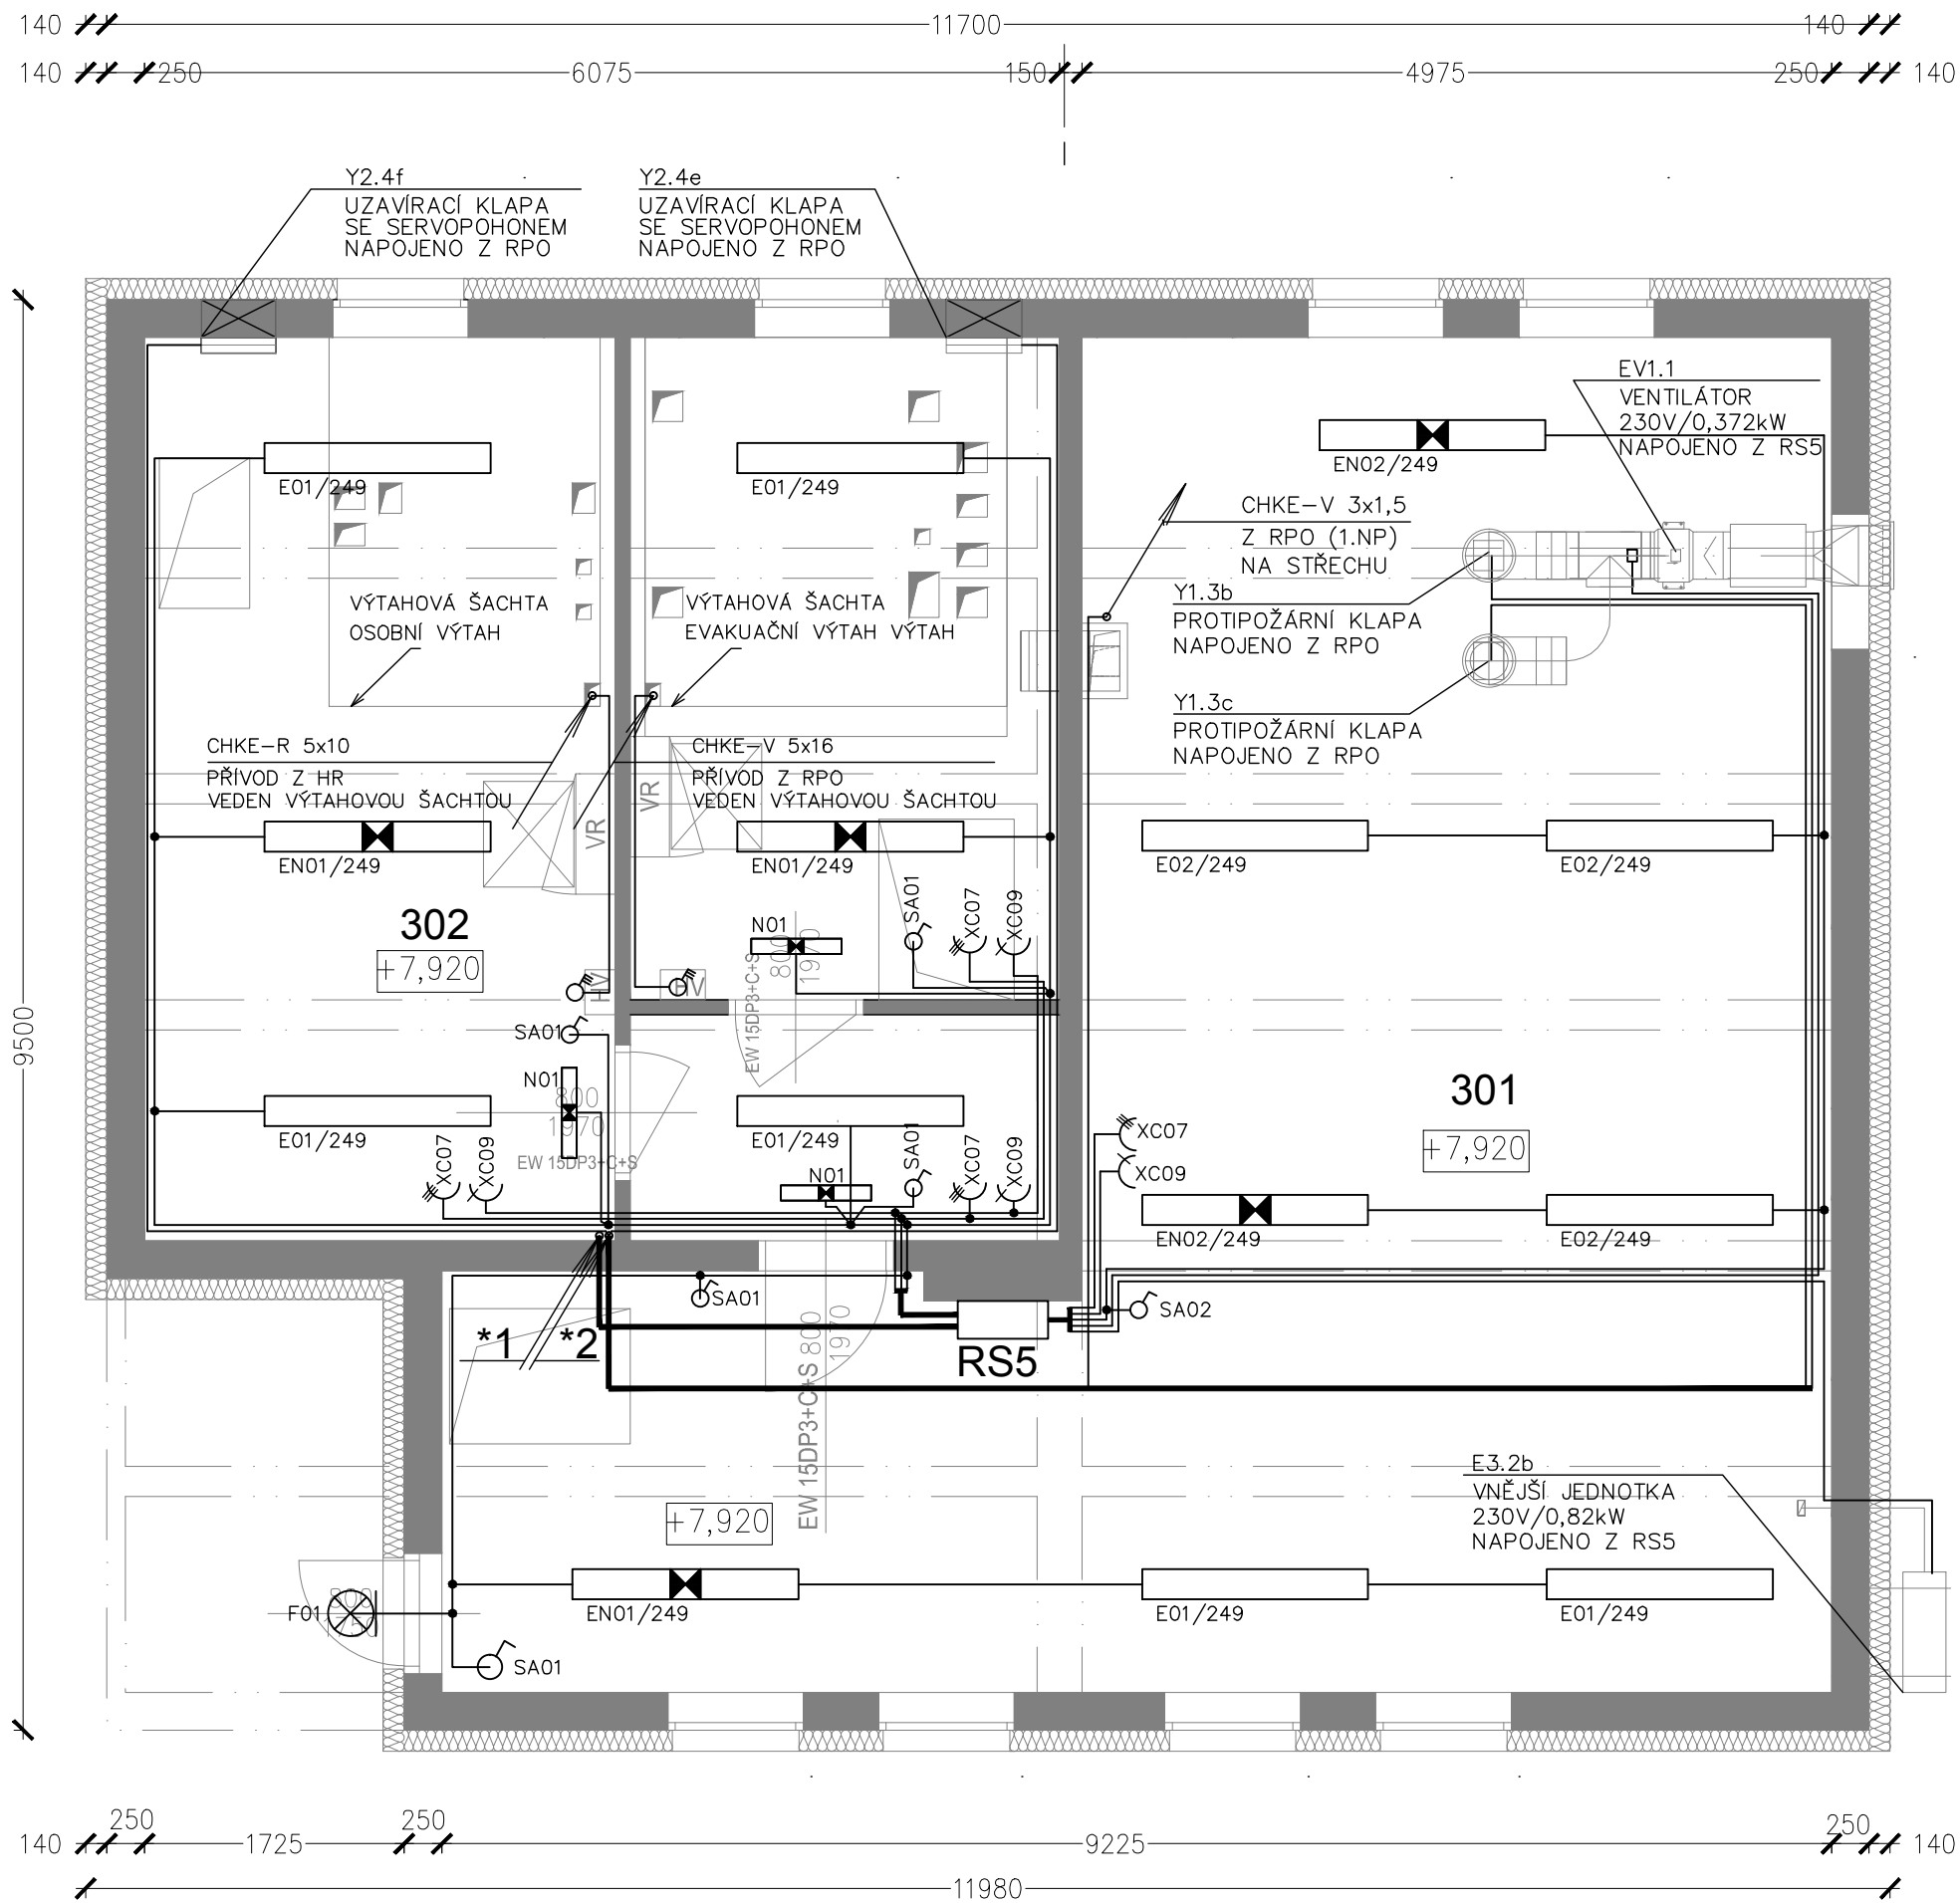 140
11700
140
140
250
6075
150
4975
250
140
Y2.4f
UZAVÍRACÍ KLAPA
SE SERVOPOHONEM
NAPOJENO Z RPO
Y2.4e
UZAVÍRACÍ KLAPA
SE SERVOPOHONEM
NAPOJENO Z RPO
EV1.1
VENTILÁTOR
230V/0,372kW
NAPOJENO Z RS5
EN02/249
E01/249
E01/249
CHKE-V 3x1,5
Z RPO (1.NP)
NA STŘECHU
Y1.3b
PROTIPOŽÁRNÍ KLAPA
NAPOJENO Z RPO
VÝTAHOVÁ ŠACHTA
OSOBNÍ VÝTAH
VÝTAHOVÁ ŠACHTA
EVAKUAČNÍ VÝTAH VÝTAH
Y1.3c
PROTIPOŽÁRNÍ KLAPA
NAPOJENO Z RPO
CHKE-R 5x10
PŘÍVOD Z HR
VEDEN VÝTAHOVOU ŠACHTOU
CHKE-V 5x16
PŘÍVOD Z RPO
VEDEN VÝTAHOVOU ŠACHTOU
VR
VR
EN01/249
EN01/249
E02/249
E02/249
302
+7,920
N01
800
1970
EW 15DP3+C+S
SA01
XC07
XC09
HV
HV
SA01
N01
800
1970
EW 15DP3+C+S
9500
E01/249
E01/249
XC07
XC09
N01
SA01
XC07
XC09
301
+7,920
XC07
XC09
EN02/249
E02/249
SA01
SA02
*1
*2
RS5
EW 15DP3+C+S
800
1970
+7,920
E3.2b
VNĚJŠÍ JEDNOTKA
230V/0,82kW
NAPOJENO Z RS5
F01
EN01/249
E01/249
E01/249
SA01
140
250
1725
250
9225
250
140
11980